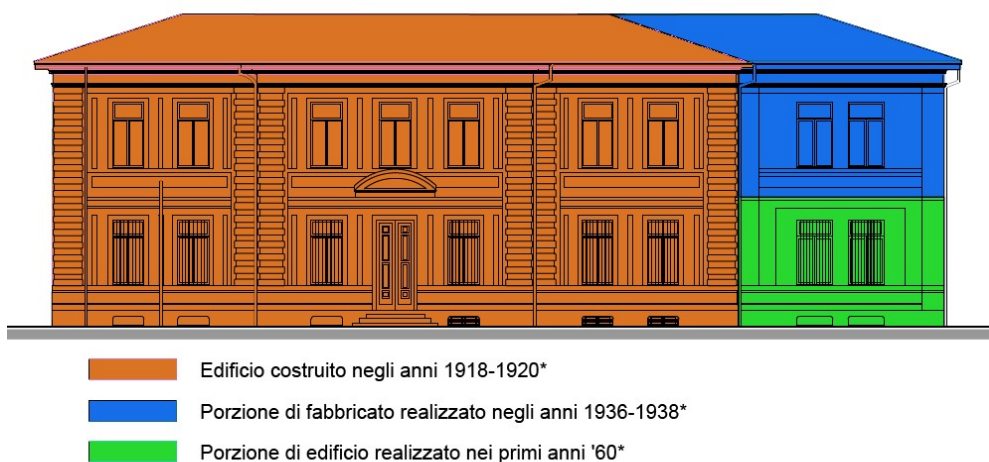 Edificio costruito negli anni 1918-1920*
Porzione di fabbricato realizzato negli anni 1936-1938*
Porzione di edificio realizzato nei primi anni '60*